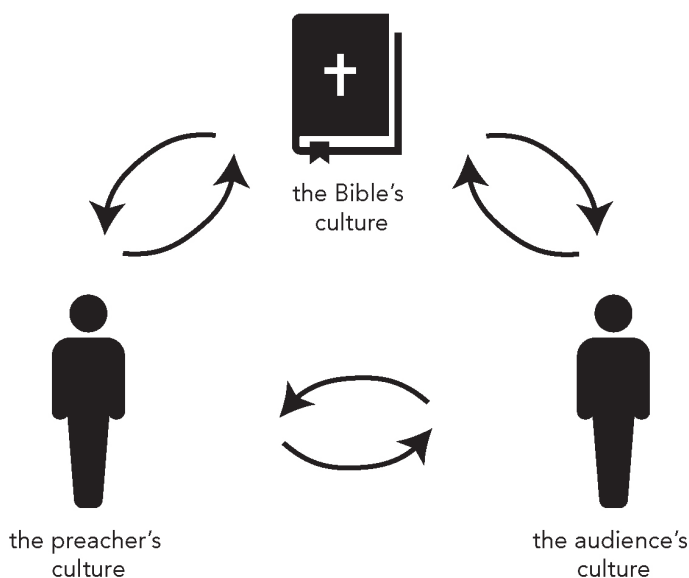 the Bible's
culture
the preacher's
culture
the audience's
culture